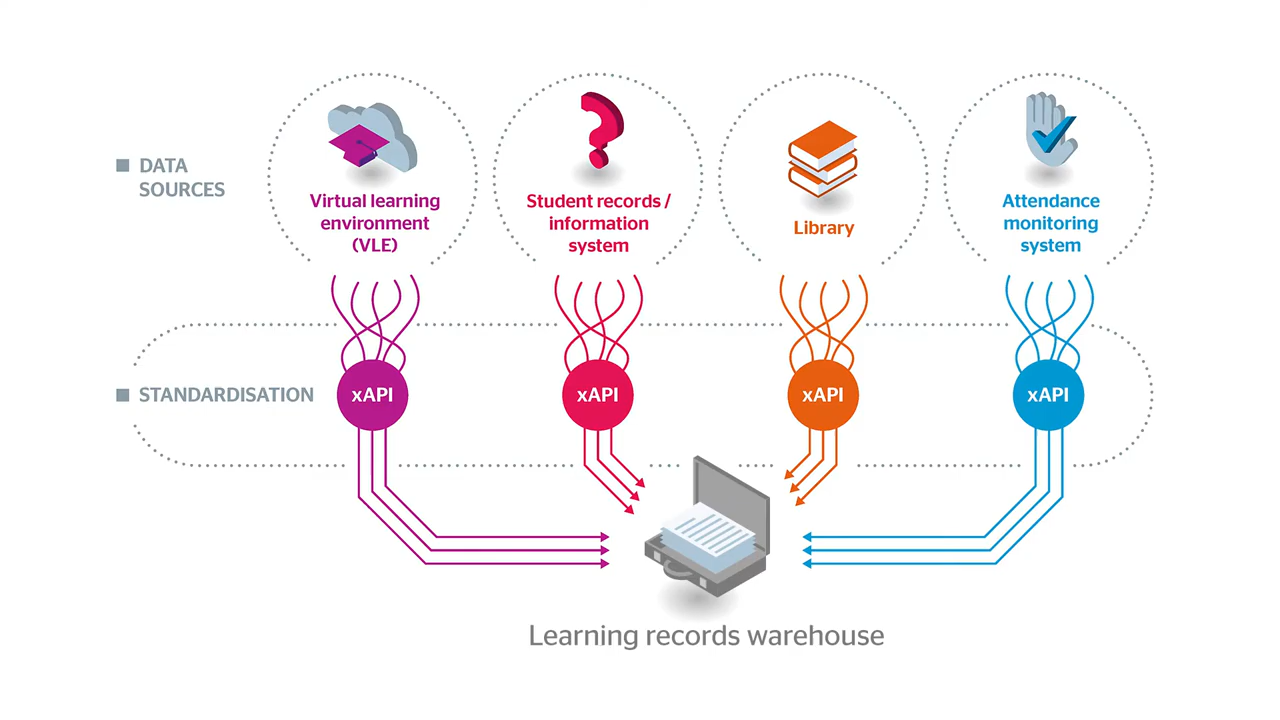 DATA
SOURCES
Virtual learning
environment
(VLE)
Student records /
information
system
Library
Attendance
monitoring
system
STANDARDISATION
xAPI
xAPI
xAPI
xAPI
Learning records warehouse